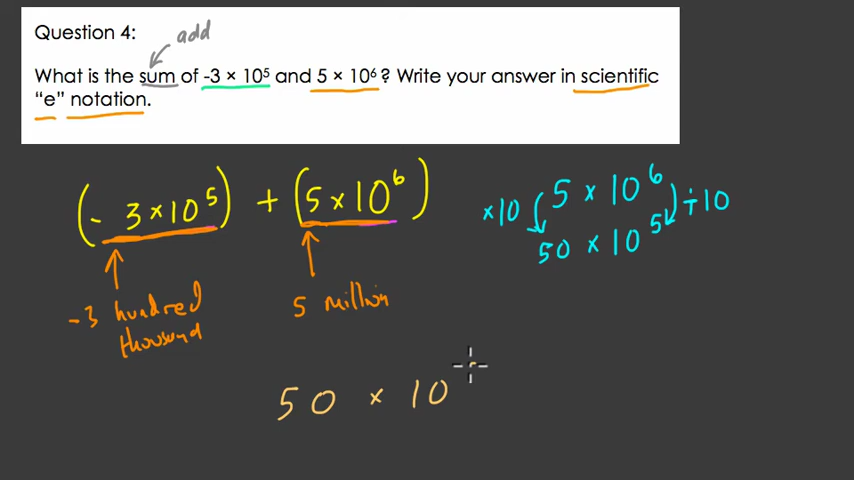 Question 4:
add
What is the sum of -3 × 10⁵ and 5 × 10⁶? Write your answer in scientific
“e” notation.
(- 3 × 10⁵) + (5 × 10⁶)
5 × 10⁶
×10
÷10
50 × 10⁵
-3 hundred
thousand
5 million
50 × 10